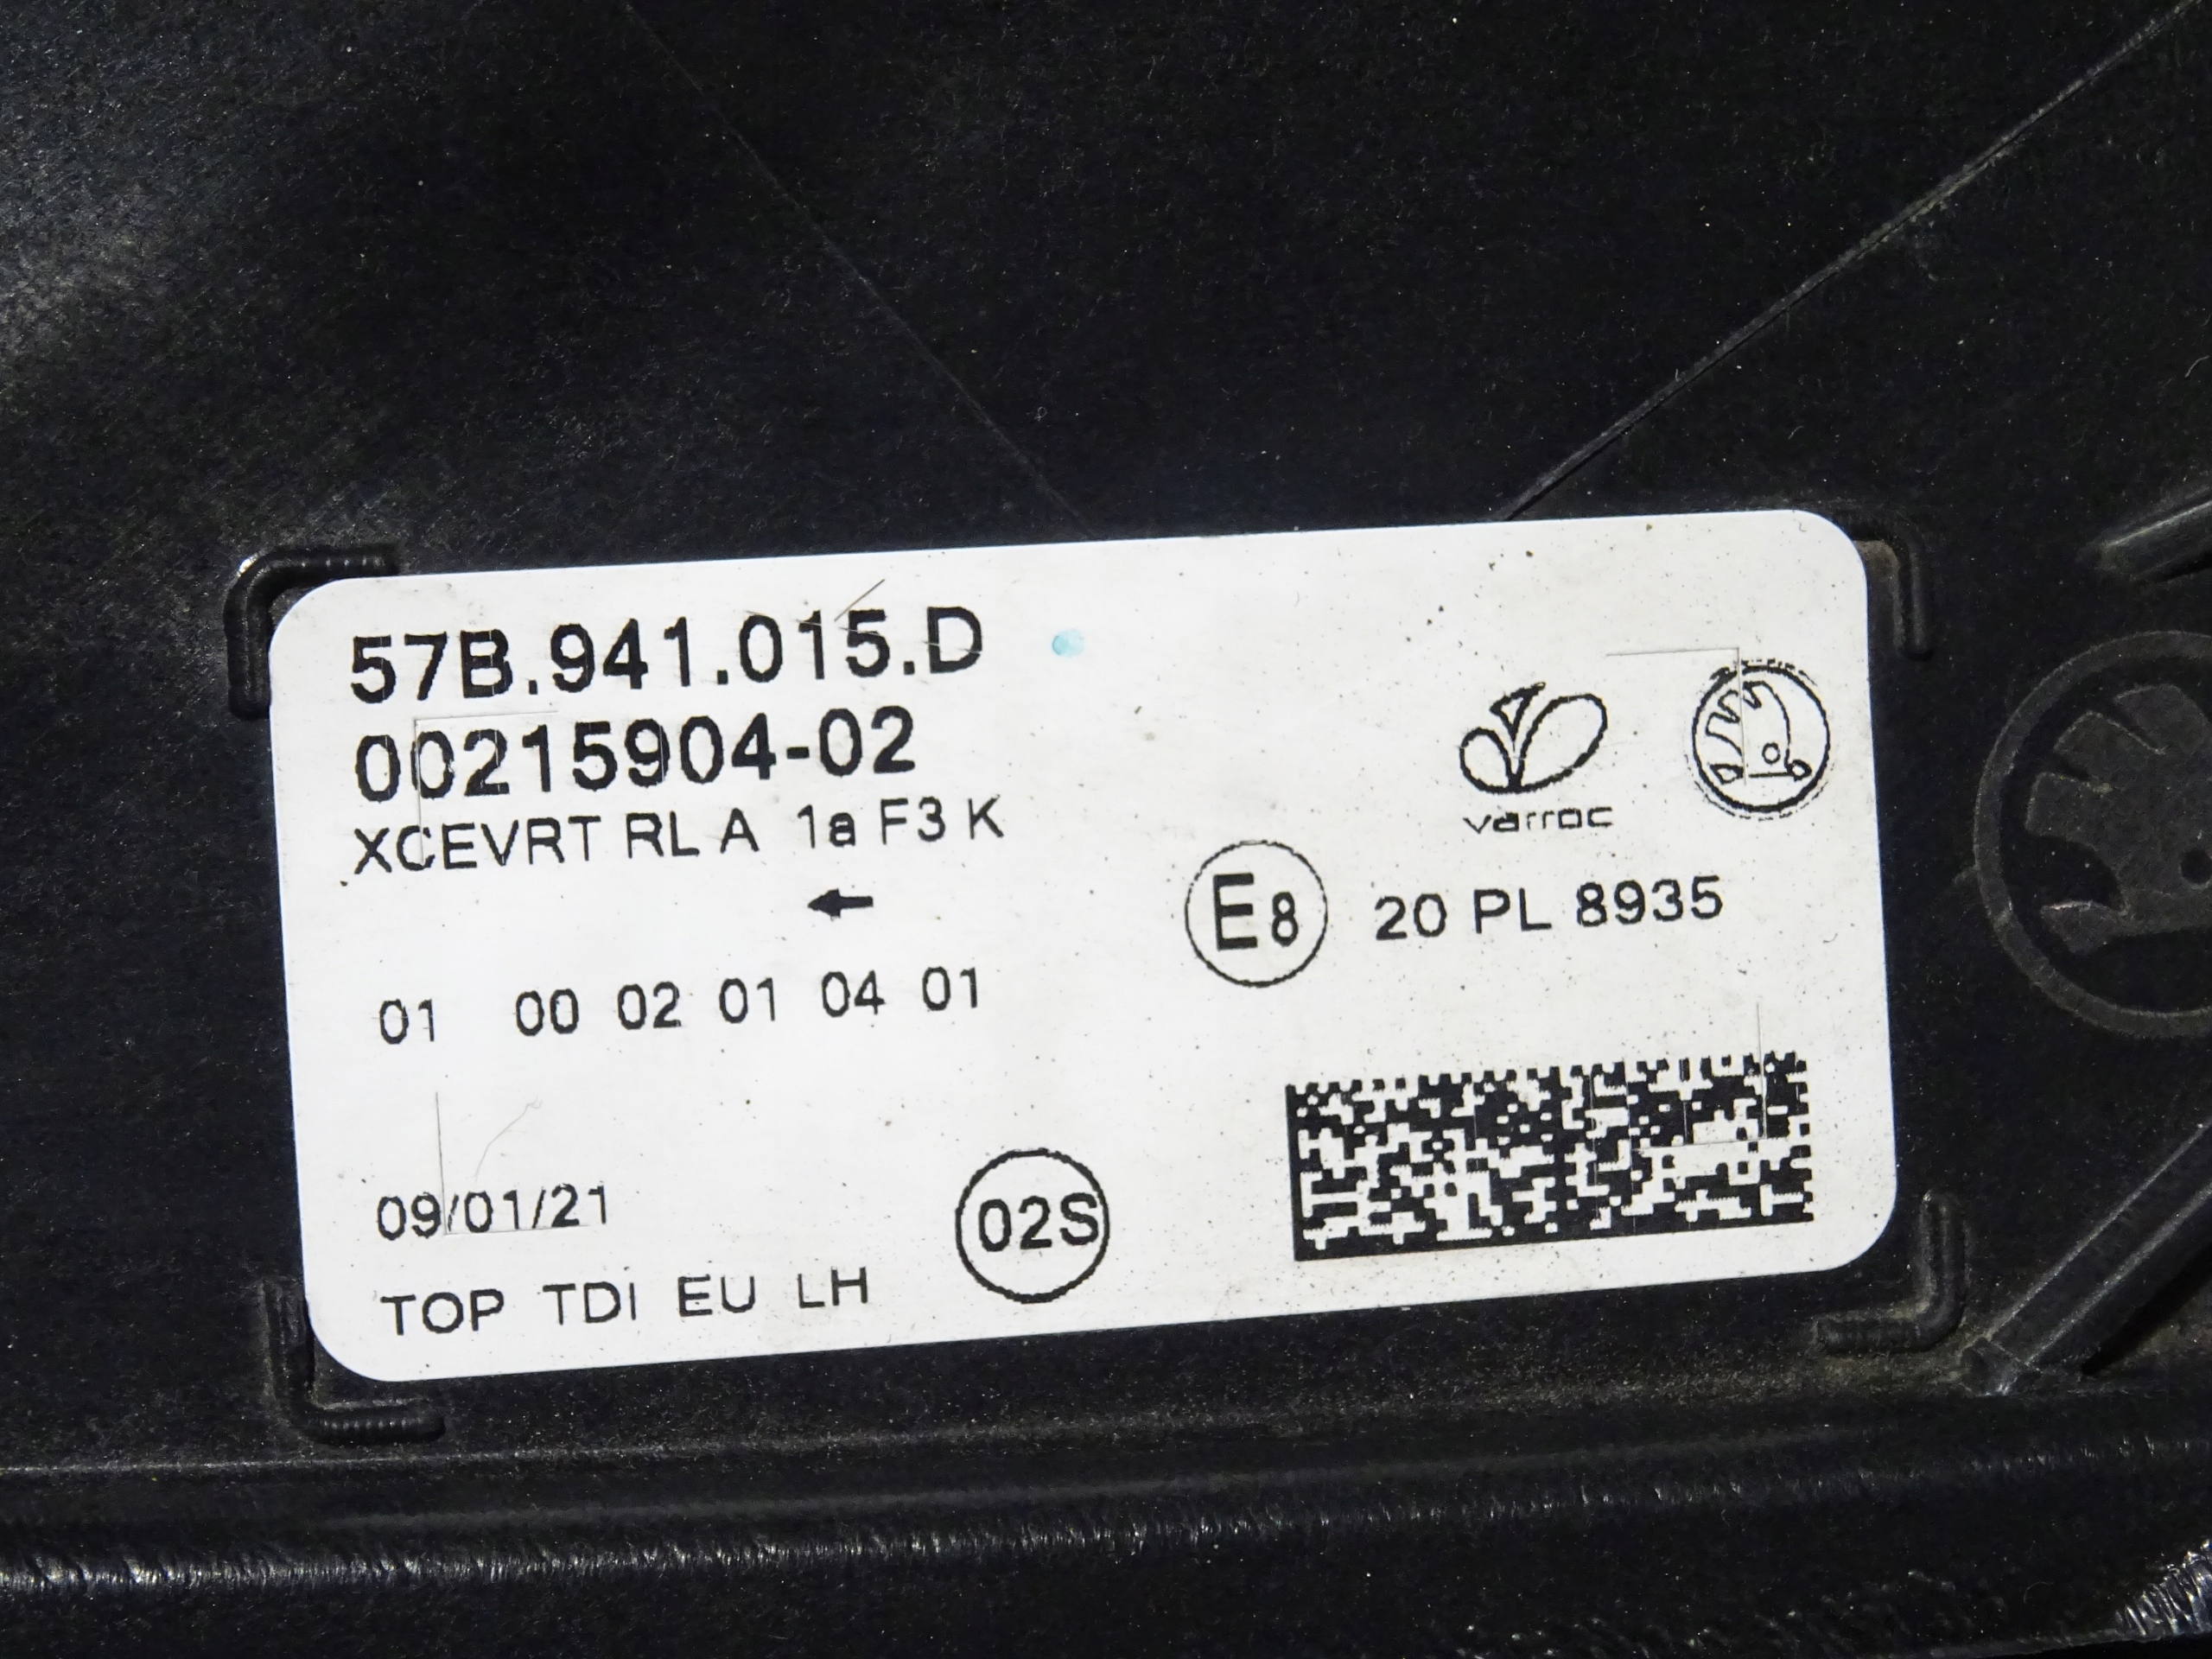 57B.941.015.D
00215904-02
XCEVRT RL A 1a F3 K
varroc
E8 20 PL 8935
01 00 02 01 04 01
09/01/21
02S
TOP TDI EU LH